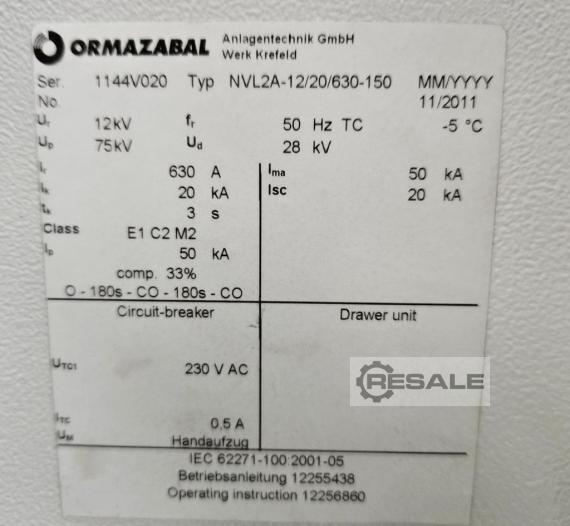 ORMAZABAL Anlagentechnik GmbH
Werk Krefeld
Ser. 1144V020 Typ NVL2A-12/20/630-150 MM/YYYY
No. 11/2011
Ur 12kV fr 50 Hz TC -5 °C
Up 75kV Ud 28 kV
Ir 630 A Ima 50 kA
Ik 20 kA Isc 20 kA
tk 3 s
Class E1 C2 M2
Ip 50 kA
comp. 33%
O - 180s - CO - 180s - CO
Circuit-breaker Drawer unit
UTC1 230 V AC
RESALE
ITC 0,5 A
UM Handaufzug
IEC 62271-100:2001-05
Betriebsanleitung 12255438
Operating instruction 12256860